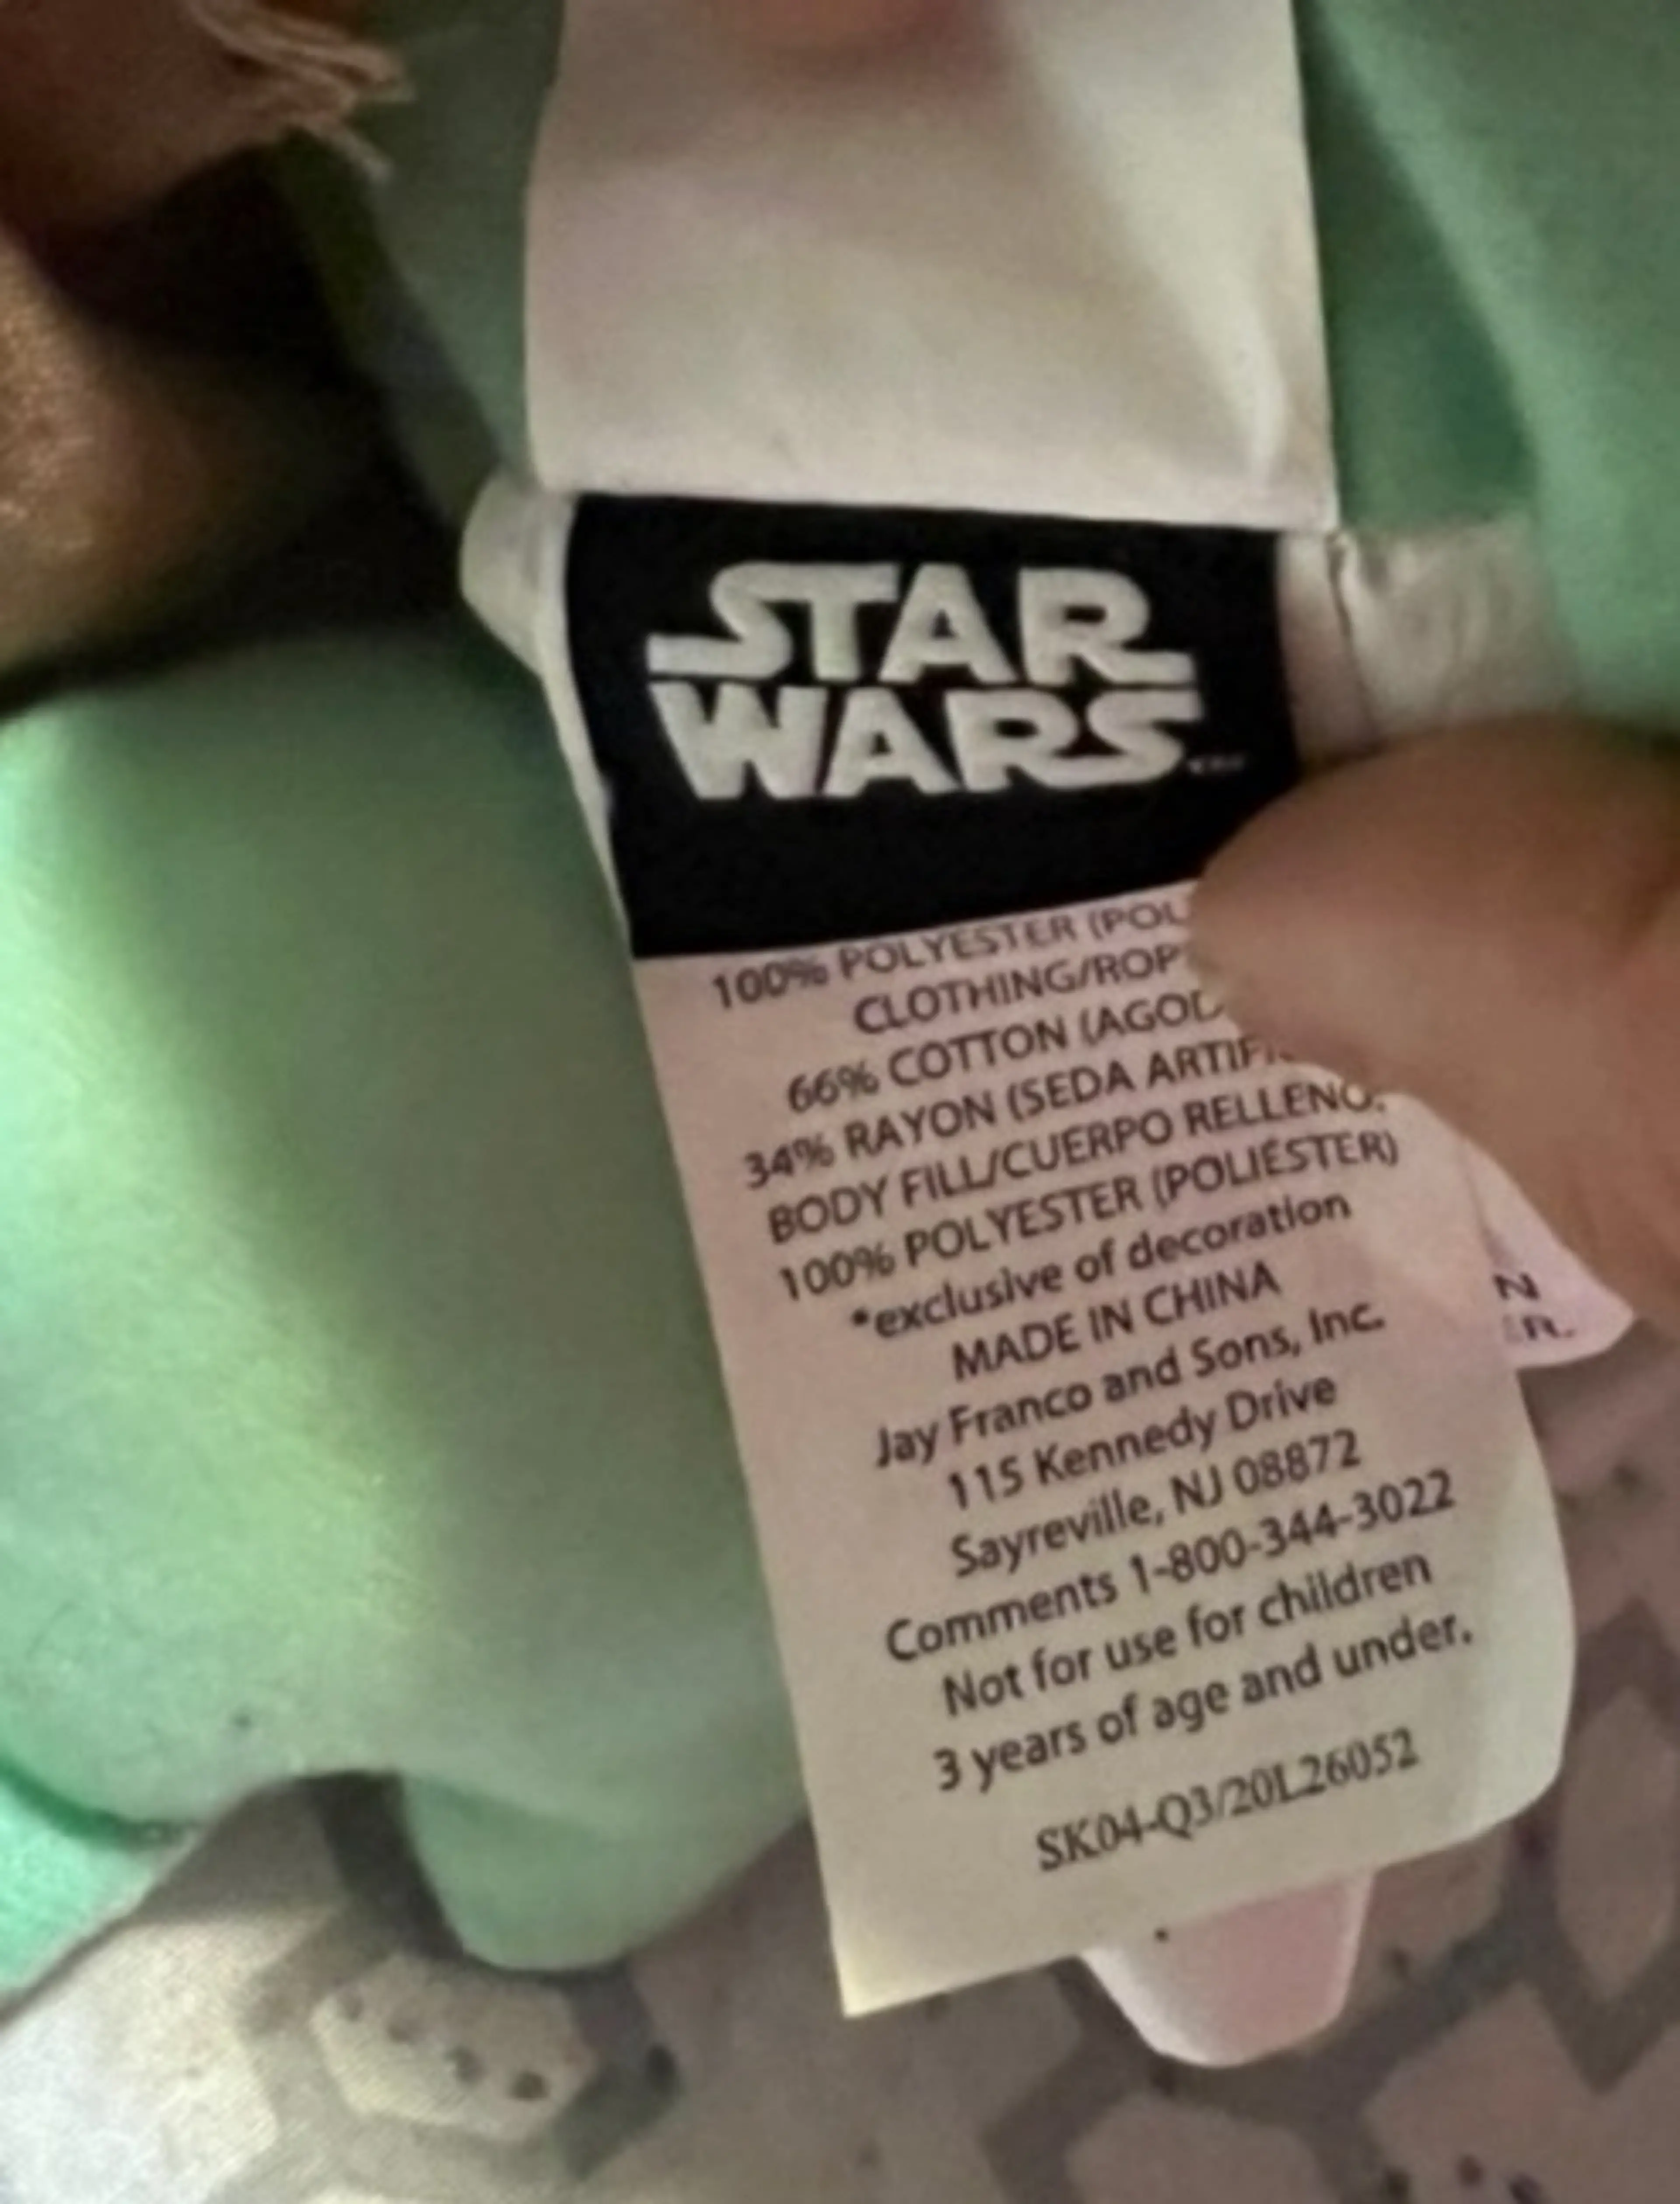 STAR
WARS
100% POLYESTER (POL
CLOTHING/ROP
66% COTTON (AGOD
34% RAYON (SEDA ARTIF
BODY FILL/CUERPO RELLENO:
100% POLYESTER (POLIÉSTER)
*exclusive of decoration
MADE IN CHINA
Jay Franco and Sons, Inc.
115 Kennedy Drive
Sayreville, NJ 08872
Comments 1-800-344-3022
Not for use for children
3 years of age and under.
SK04-Q3/20L26052
N
R.